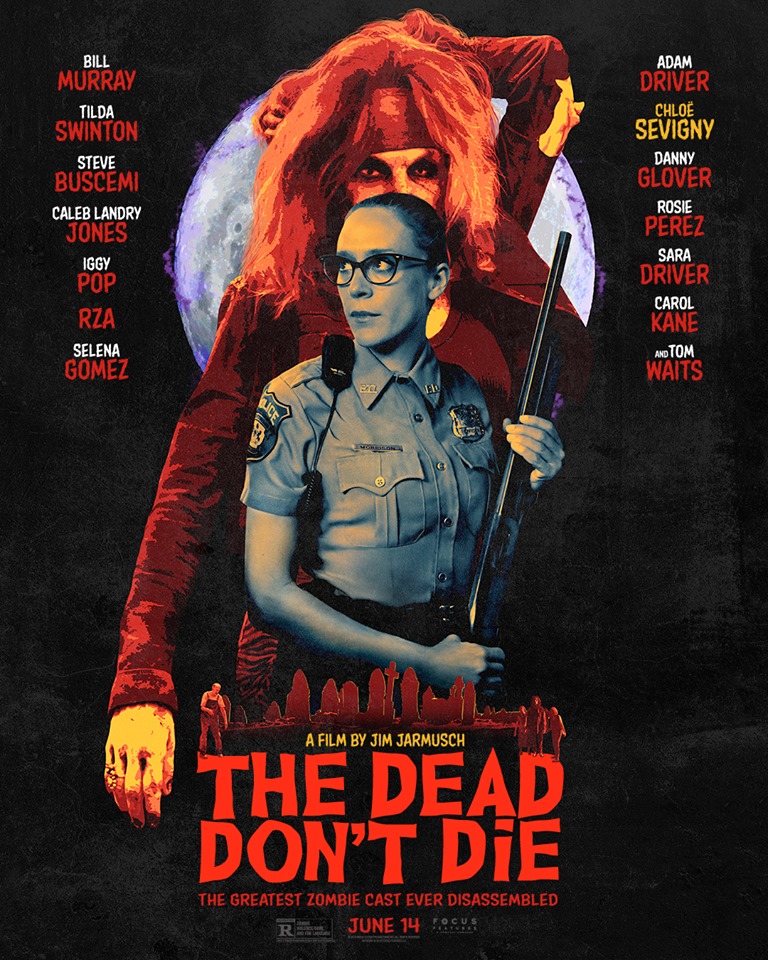 BILL
MURRAY
TILDA
SWINTON
STEVE
BUSCEMI
CALEB LANDRY
JONES
IGGY
POP
RZA
SELENA
GOMEZ
ADAM
DRIVER
CHLOË
SEVIGNY
DANNY
GLOVER
ROSIE
PEREZ
SARA
DRIVER
CAROL
KANE
AND TOM
WAITS
POLICE
MORRISON
A FILM BY JIM JARMUSCH
THE DEAD
DON'T DiE
THE GREATEST ZOMBIE CAST EVER DISASSEMBLED
R
JUNE 14
FOCUS
FEATURES